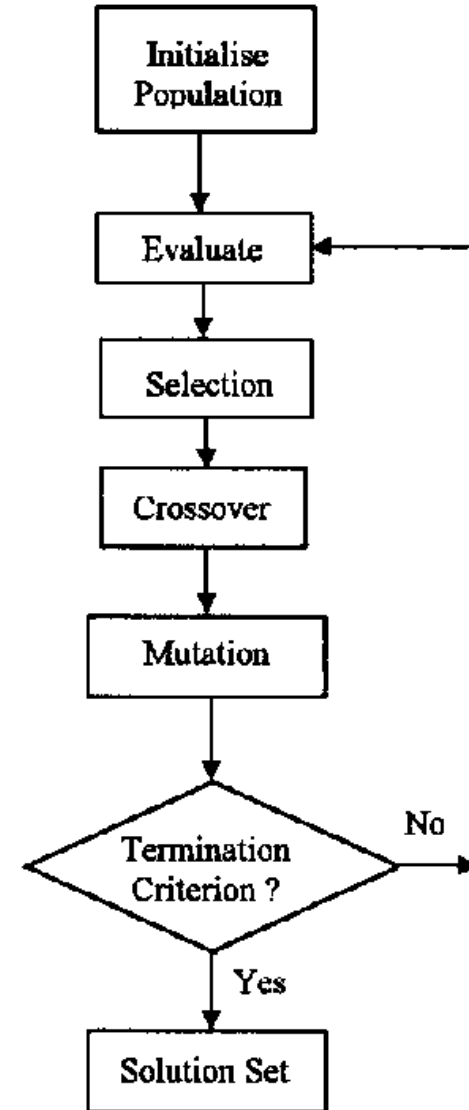 Initialise
Population
Evaluate
Selection
Crossover
Mutation
Termination
Criterion ?
No
Yes
Solution Set